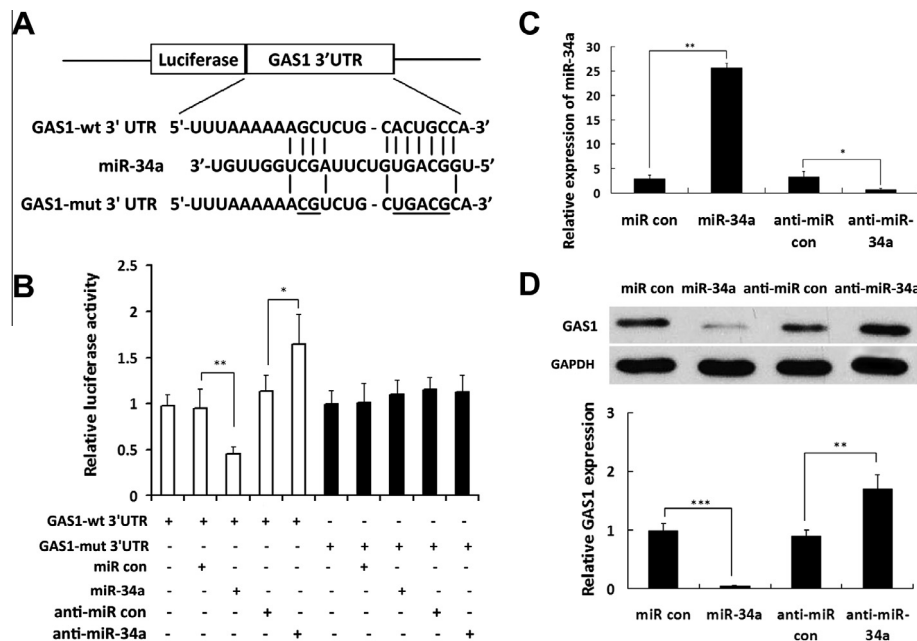 A
Luciferase GAS1 3'UTR
GAS1-wt 3' UTR 5'-UUUAAAAAAGCUCUG - CACUGCCA-3'
miR-34a 3'-UGUUGGUCGAUUCUGUGACGGU-5'
GAS1-mut 3' UTR 5'-UUUAAAAAACGUCUG - CUGACGCA-3'
B
Relative luciferase activity
2.5
2
1.5
1
0.5
0
**
*
GAS1-wt 3'UTR + + + + + - - - - -
GAS1-mut 3'UTR - - - - - + + + + +
miR con - + - - - - + - - -
miR-34a - - + - - - - + - -
anti-miR con - - - + - - - - + -
anti-miR-34a - - - - + - - - - +
C
Relative expression of miR-34a
30
25
20
15
10
5
0
**
*
miR con miR-34a anti-miR con anti-miR-34a
D
miR con miR-34a anti-miR con anti-miR-34a
GAS1
GAPDH
Relative GAS1 expression
3
2
1
0
***
**
miR con miR-34a anti-miR con anti-miR-34a